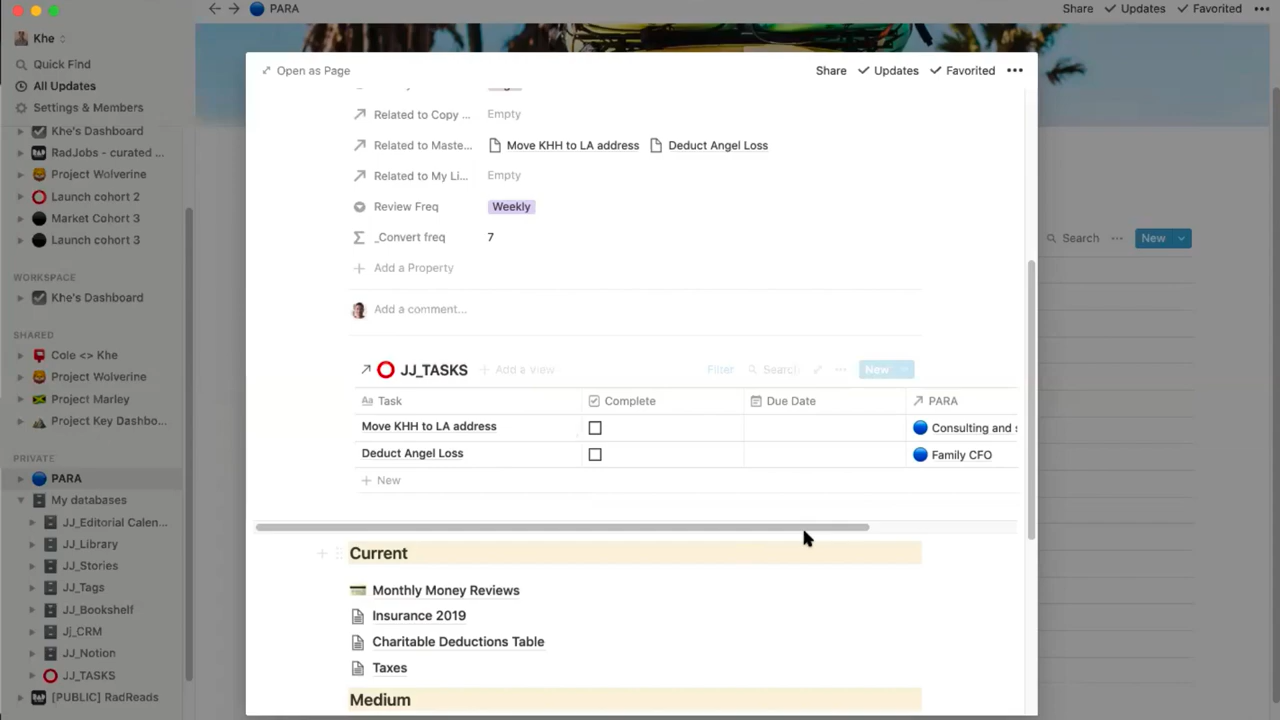 PARA
Share
Updates
Favorited
•••
Khe
Quick Find
All Updates
Settings & Members
Khe's Dashboard
RadJobs - curated ...
Project Wolverine
Launch cohort 2
Market Cohort 3
Launch cohort 3
WORKSPACE
Khe's Dashboard
SHARED
Cole <> Khe
Project Wolverine
Project Marley
Project Key Dashbo...
PRIVATE
PARA
My databases
JJ_Editorial Calen...
JJ_Library
JJ_Stories
JJ_Tags
JJ_Bookshelf
Jj_CRM
JJ_Notion
JJ_TASKS
[PUBLIC] RadReads
Open as Page
Share
Updates
Favorited
•••
Related to Copy ... Empty
Related to Maste... Move KHH to LA address Deduct Angel Loss
Related to My Li... Empty
Review Freq Weekly
_Convert freq 7
Add a Property
Add a comment...
JJ_TASKS + Add a View Filter Search ••• New
Aa Task Complete Due Date PARA
Move KHH to LA address Consulting and s
Deduct Angel Loss Family CFO
+ New
Current
Monthly Money Reviews
Insurance 2019
Charitable Deductions Table
Taxes
Medium
Search ••• New